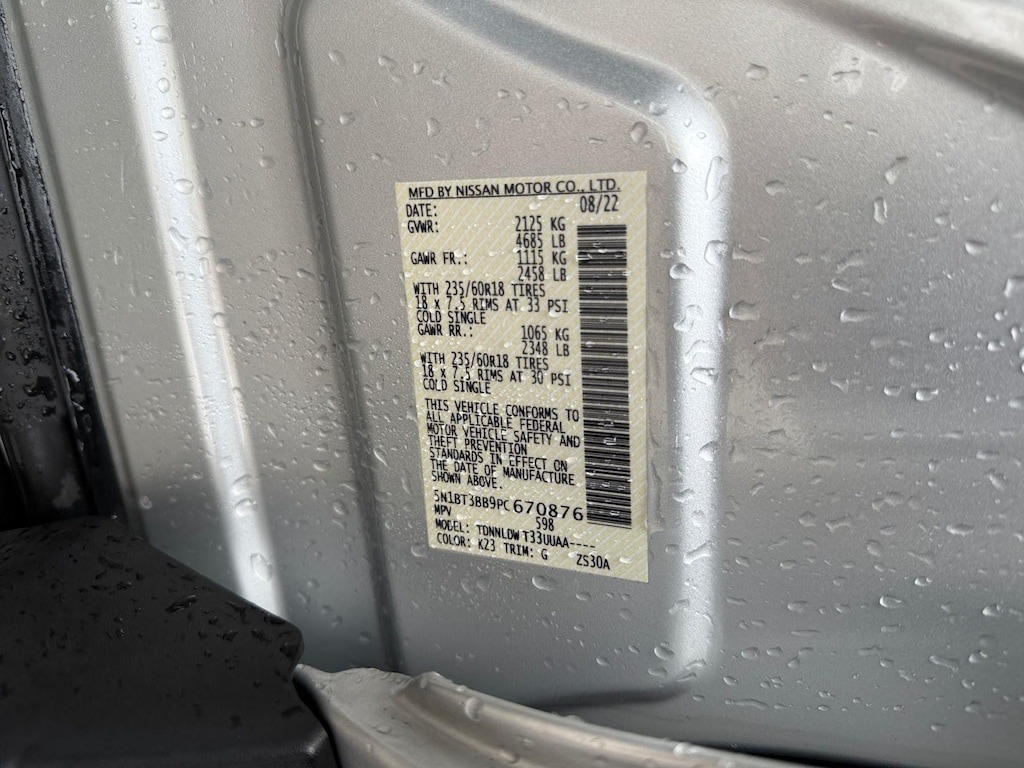 MFD BY NISSAN MOTOR CO., LTD.
DATE: 08/22
GVWR: 2125 KG
4685 LB
GAWR FR.: 1115 KG
2458 LB
WITH 235/60R18 TIRES
18 x 7.5 RIMS AT 33 PSI
COLD SINGLE
GAWR RR.: 1065 KG
2348 LB
WITH 235/60R18 TIRES
18 x 7.5 RIMS AT 30 PSI
COLD SINGLE
THIS VEHICLE CONFORMS TO
ALL APPLICABLE FEDERAL
MOTOR VEHICLE SAFETY AND
THEFT PREVENTION
STANDARDS IN EFFECT ON
THE DATE OF MANUFACTURE
SHOWN ABOVE.
5N1BT3BB9PC670876
MPV S98
MODEL: TDNNLDW T33UUAA----
COLOR: K23 TRIM: G ZS30A